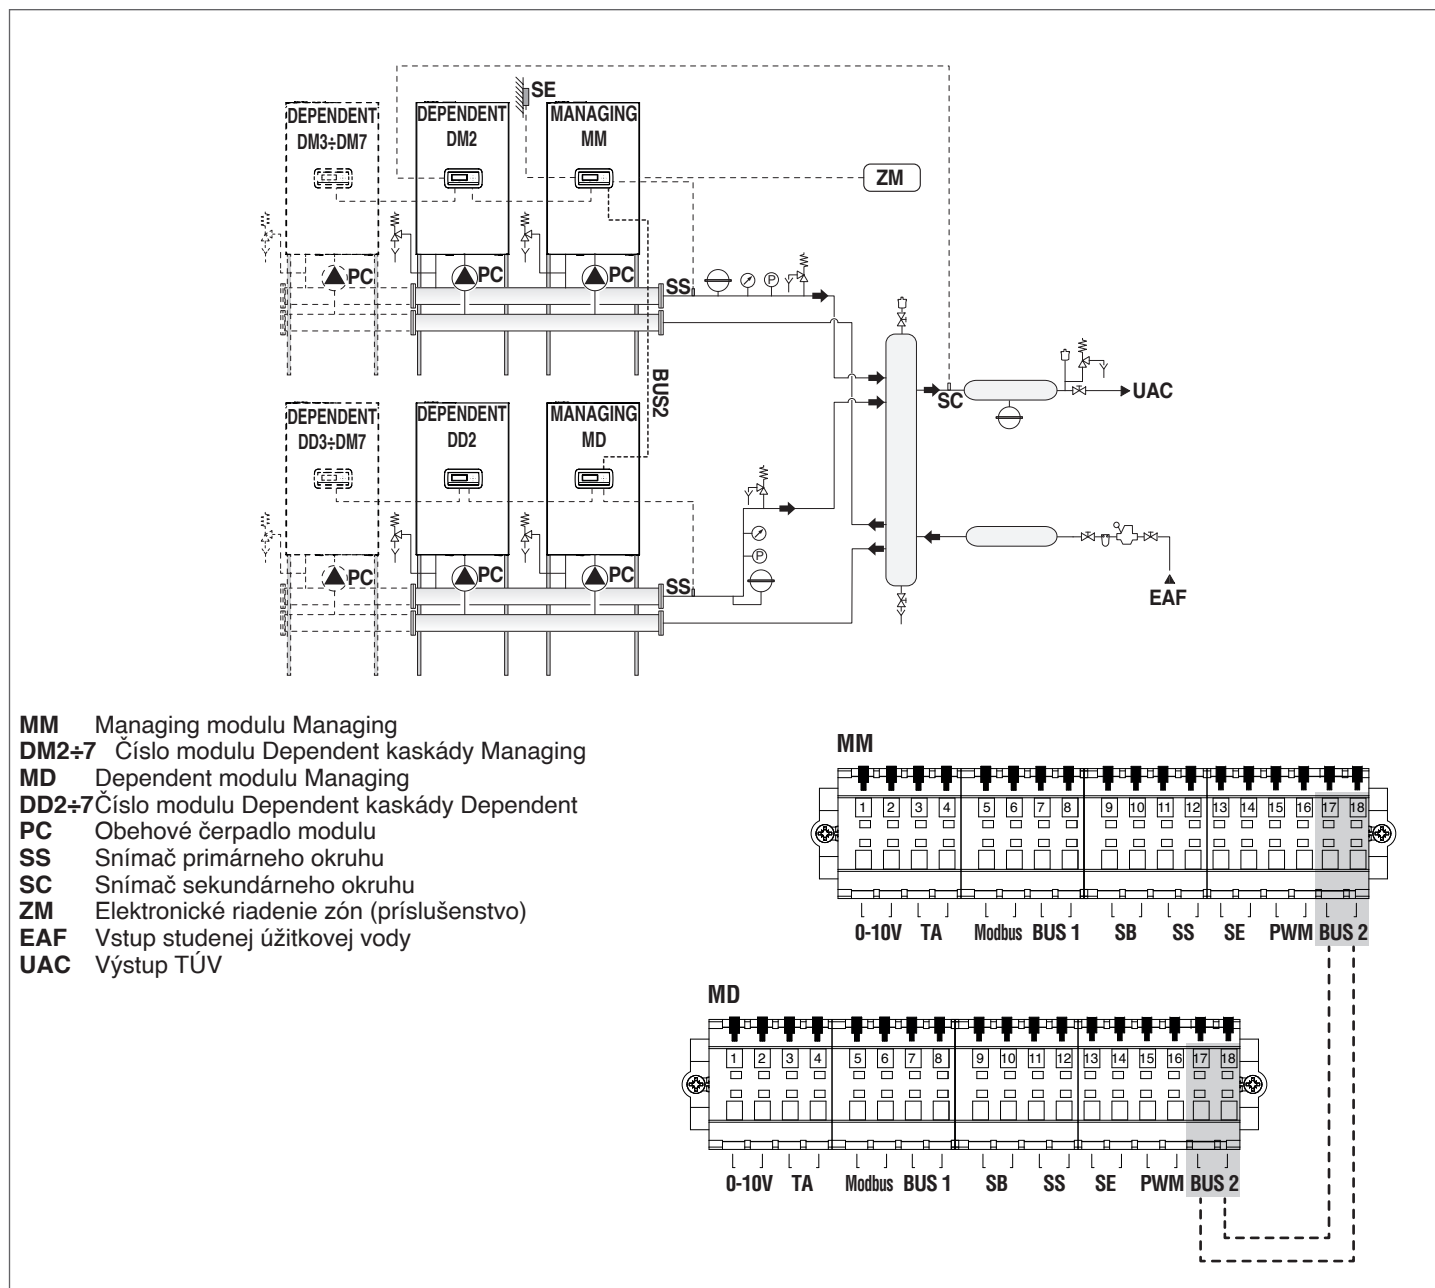 SE
DEPENDENT
DM3÷DM7
DEPENDENT
DM2
MANAGING
MM
ZM
PC
PC
PC
SS
P
BUS2
SC
UAC
DEPENDENT
DD3÷DM7
DEPENDENT
DD2
MANAGING
MD
PC
PC
PC
SS
P
EAF
MM Managing modulu Managing
DM2÷7 Číslo modulu Dependent kaskády Managing
MD Dependent modulu Managing
DD2÷7 Číslo modulu Dependent kaskády Dependent
PC Obehové čerpadlo modulu
SS Snímač primárneho okruhu
SC Snímač sekundárneho okruhu
ZM Elektronické riadenie zón (príslušenstvo)
EAF Vstup studenej úžitkovej vody
UAC Výstup TÚV
MM
1 2 3 4 5 6 7 8 9 10 11 12 13 14 15 16 17 18
0-10V TA Modbus BUS 1 SB SS SE PWM BUS 2
MD
1 2 3 4 5 6 7 8 9 10 11 12 13 14 15 16 17 18
0-10V TA Modbus BUS 1 SB SS SE PWM BUS 2